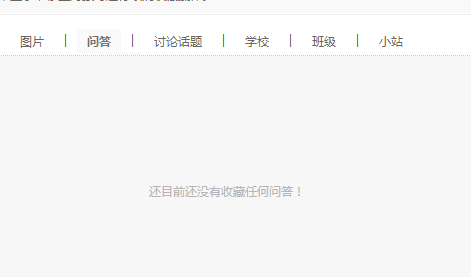 图片 | 问答 | 讨论话题 | 学校 | 班级 | 小站
还目前还没有收藏任何问答！